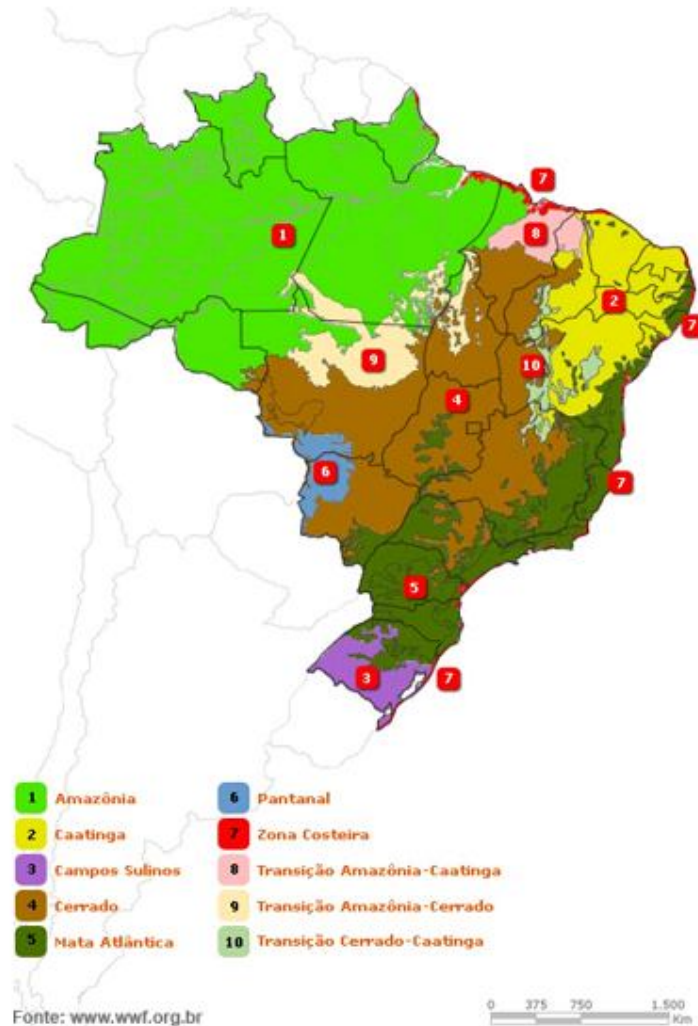 7
1
8
2
7
9
10
4
6
7
5
3
7
1 Amazônia
2 Caatinga
3 Campos Sulinos
4 Cerrado
5 Mata Atlântica
6 Pantanal
7 Zona Costeira
8 Transição Amazônia-Caatinga
9 Transição Amazônia-Cerrado
10 Transição Cerrado-Caatinga
Fonte: www.wwf.org.br
0 375 750 1.500
Km